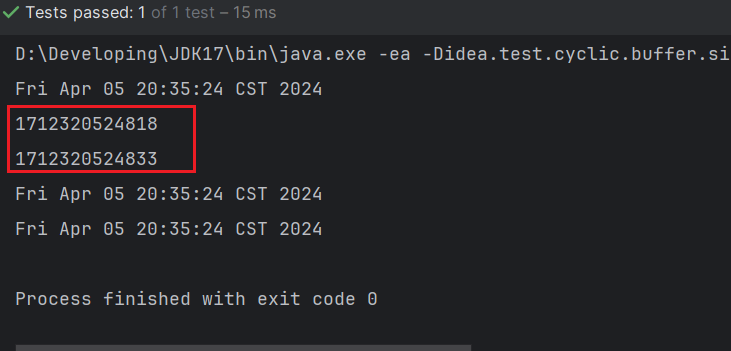 Tests passed: 1 of 1 test – 15 ms
D:\Developing\JDK17\bin\java.exe -ea -Didea.test.cyclic.buffer.si
Fri Apr 05 20:35:24 CST 2024
1712320524818
1712320524833
Fri Apr 05 20:35:24 CST 2024
Fri Apr 05 20:35:24 CST 2024
Process finished with exit code 0